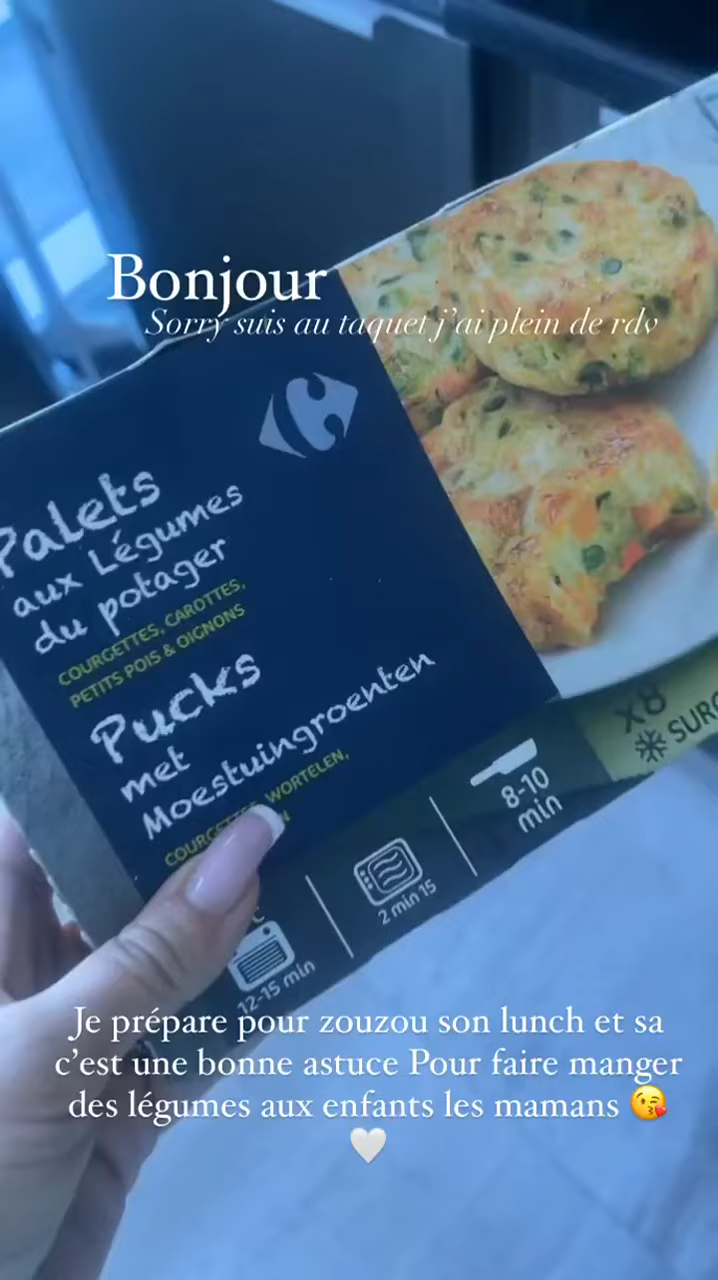 Bonjour
Sorry suis au taquet j'ai plein de rdv
Palets
aux Légumes
du potager
COURGETTES, CAROTTES,
PETITS POIS & OIGNONS
Pucks
met
Moestuingroenten
WORTELEN,
x8
SURG
8-10
min
2 min 15
12-15 min
Je prépare pour zouzou son lunch et sa
c'est une bonne astuce Pour faire manger
des légumes aux enfants les mamans 😘
🤍